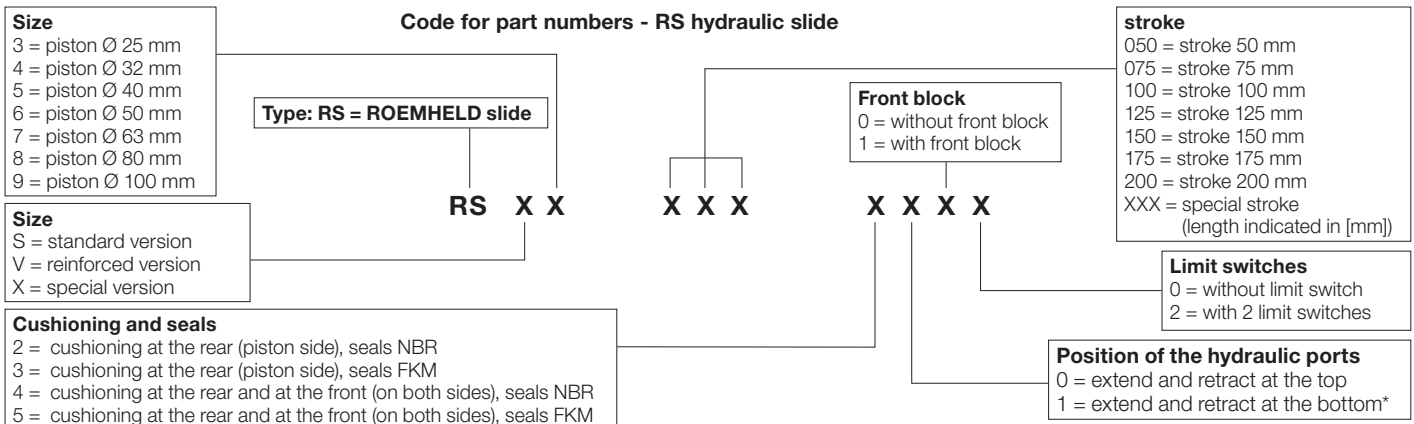 Code for part numbers - RS hydraulic slide
Size
3 = piston Ø 25 mm
4 = piston Ø 32 mm
5 = piston Ø 40 mm
6 = piston Ø 50 mm
7 = piston Ø 63 mm
8 = piston Ø 80 mm
9 = piston Ø 100 mm
Type: RS = ROEMHELD slide
Front block
0 = without front block
1 = with front block
stroke
050 = stroke 50 mm
075 = stroke 75 mm
100 = stroke 100 mm
125 = stroke 125 mm
150 = stroke 150 mm
175 = stroke 175 mm
200 = stroke 200 mm
XXX = special stroke
(length indicated in [mm])
RS X X X X X X X X X
Size
S = standard version
V = reinforced version
X = special version
Limit switches
0 = without limit switch
2 = with 2 limit switches
Cushioning and seals
2 = cushioning at the rear (piston side), seals NBR
3 = cushioning at the rear (piston side), seals FKM
4 = cushioning at the rear and at the front (on both sides), seals NBR
5 = cushioning at the rear and at the front (on both sides), seals FKM
Position of the hydraulic ports
0 = extend and retract at the top
1 = extend and retract at the bottom*